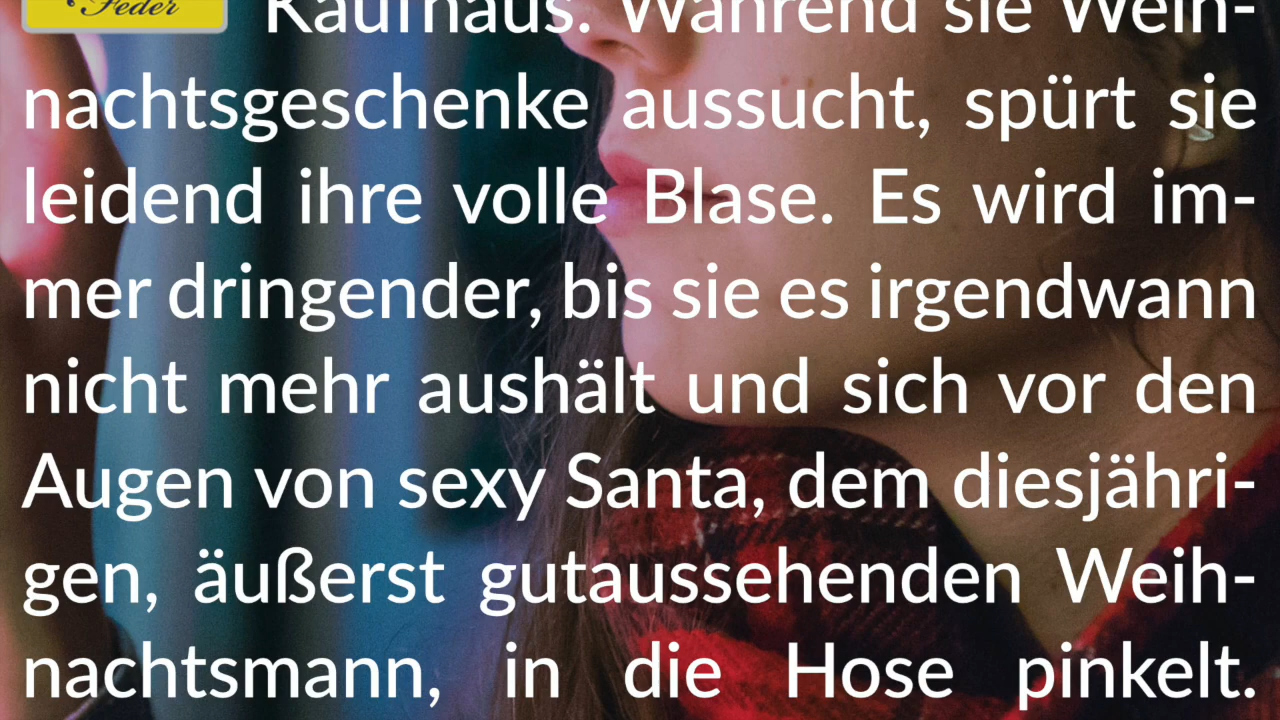 Feder
Kaufhaus. Während sie Weih-
nachtsgeschenke aussucht, spürt sie
leidend ihre volle Blase. Es wird im-
mer dringender, bis sie es irgendwann
nicht mehr aushält und sich vor den
Augen von sexy Santa, dem diesjähri-
gen, äußerst gutaussehenden Weih-
nachtsmann, in die Hose pinkelt.